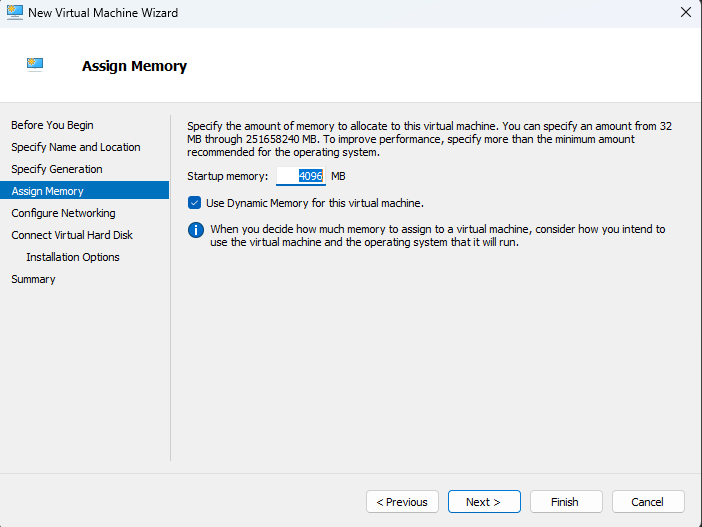 New Virtual Machine Wizard
Assign Memory
Before You Begin
Specify Name and Location
Specify Generation
Assign Memory
Configure Networking
Connect Virtual Hard Disk
Installation Options
Summary
Specify the amount of memory to allocate to this virtual machine. You can specify an amount from 32
MB through 251658240 MB. To improve performance, specify more than the minimum amount
recommended for the operating system.
Startup memory: 4096 MB
Use Dynamic Memory for this virtual machine.
When you decide how much memory to assign to a virtual machine, consider how you intend to
use the virtual machine and the operating system that it will run.
< Previous Next > Finish Cancel